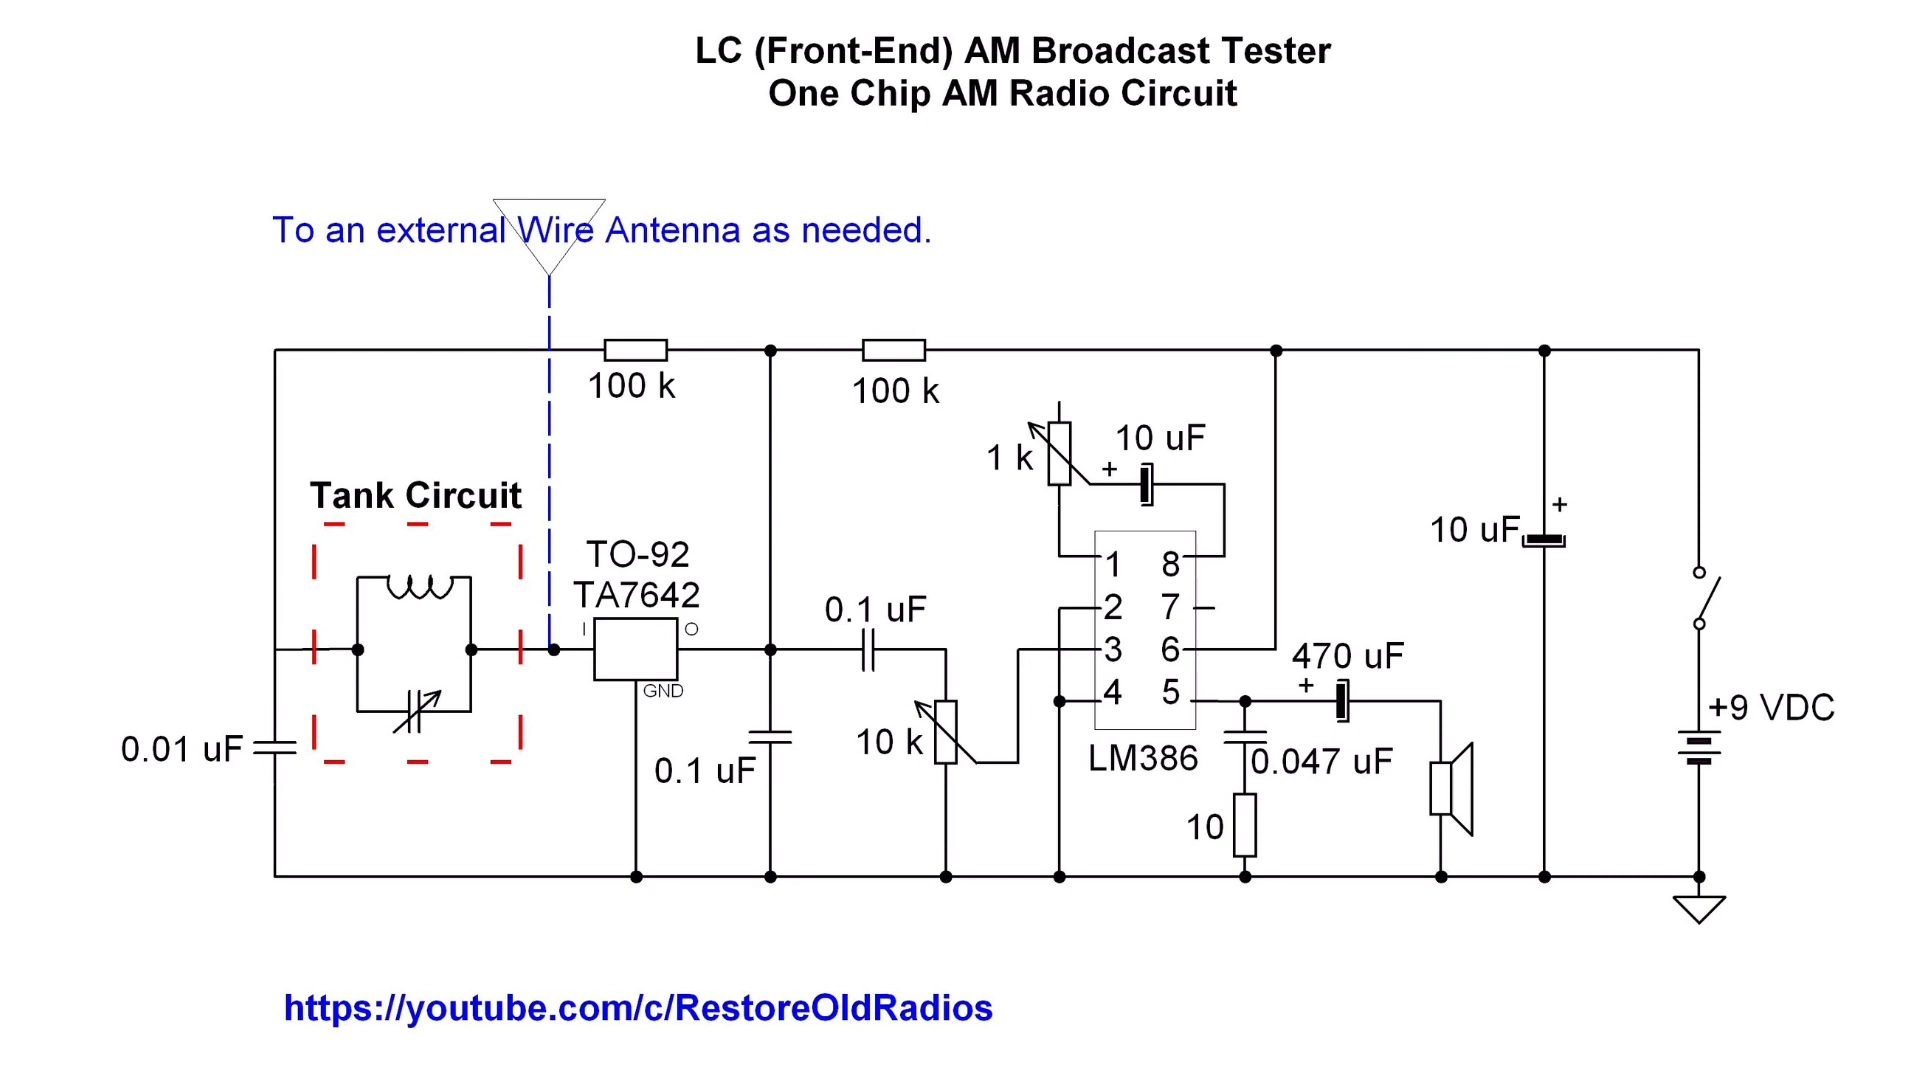 LC (Front-End) AM Broadcast Tester
One Chip AM Radio Circuit
To an external Wire Antenna as needed.
100 k
100 k
1 k
10 uF
+
Tank Circuit
10 uF
+
TO-92
TA7642
I
O
GND
0.1 uF
1 8
2 7
3 6
4 5
LM386
470 uF
+
+9 VDC
0.01 uF
0.1 uF
10 k
0.047 uF
10
https://youtube.com/c/RestoreOldRadios